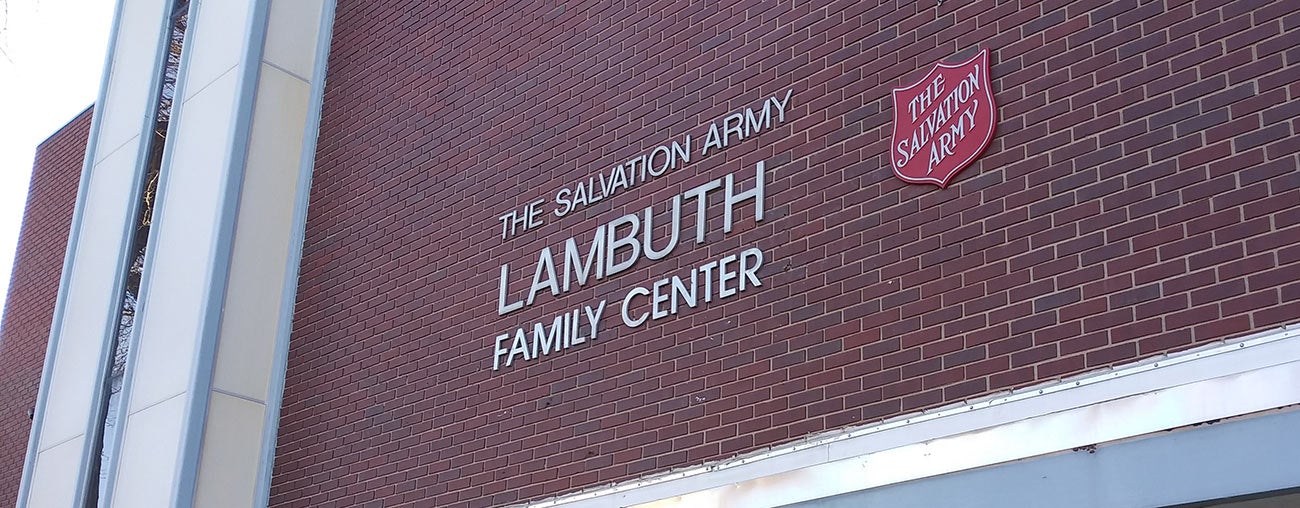 THE SALVATION ARMY
LAMBUTH
FAMILY CENTER
THE
SALVATION
ARMY